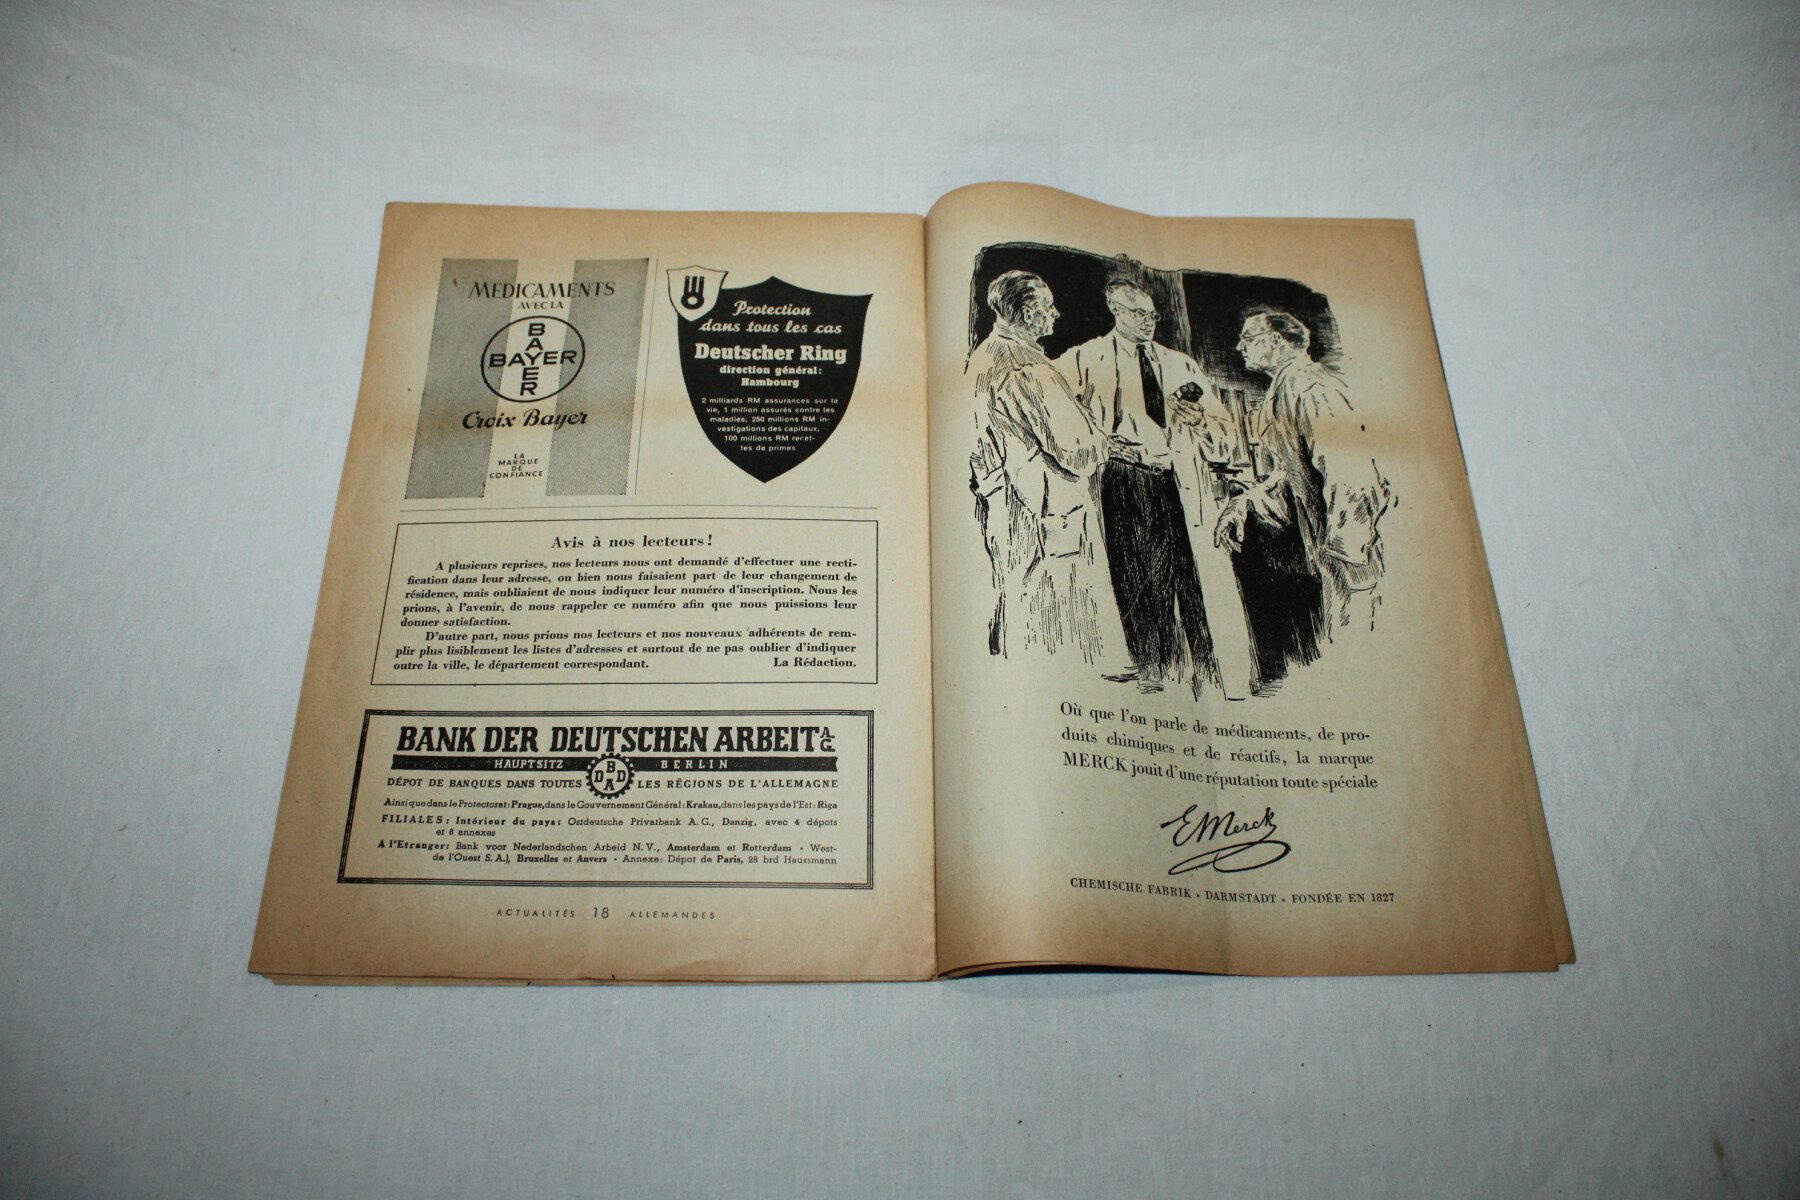 MÉDICAMENTS
AVEC LA
BAYER
BAYER
Croix Bayer
LA
MARQUE
DE
CONFIANCE
Protection
dans tous les cas
Deutscher Ring
direction général:
Hambourg
2 milliards RM assurances sur la
vie, 1 million assurés contre les
maladies, 250 millions RM in-
vestigations des capitaux,
100 millions RM recet-
tes de primes
Avis à nos lecteurs!
A plusieurs reprises, nos lecteurs nous ont demandé d'effectuer une recti-
fication dans leur adresse, ou bien nous faisaient part de leur changement de
résidence, mais oubliaient de nous indiquer leur numéro d'inscription. Nous les
prions, à l'avenir, de nous rappeler ce numéro afin que nous puissions leur
donner satisfaction.
D'autre part, nous prions nos lecteurs et nos nouveaux adhérents de rem-
plir plus lisiblement les listes d'adresses et surtout de ne pas oublier d'indiquer
outre la ville, le département correspondant. La Rédaction.
BANK DER DEUTSCHEN ARBEIT A.G.
HAUPTSITZ BERLIN
BDDA
DÉPOT DE BANQUES DANS TOUTES LES RÉGIONS DE L'ALLEMAGNE
Ainsi que dans le Protectorat: Prague, dans le Gouvernement Général: Krakau, dans les pays de l'Est: Riga
FILIALES: Intérieur du pays: Ostdeutsche Privatbank A.G., Danzig, avec 4 dépots
et 8 annexes
A l'Etranger: Bank voor Nederlandschen Arbeid N.V., Amsterdam et Rotterdam • West-
de l'Ouest S.A.), Bruxelles et Anvers • Annexe: Dépot de Paris, 28 brd Haussmann
ACTUALITÉS 18 ALLEMANDES
Où que l'on parle de médicaments, de pro-
duits chimiques et de réactifs, la marque
MERCK jouit d'une réputation toute spéciale
E. Merck
CHEMISCHE FABRIK • DARMSTADT • FONDÉE EN 1827